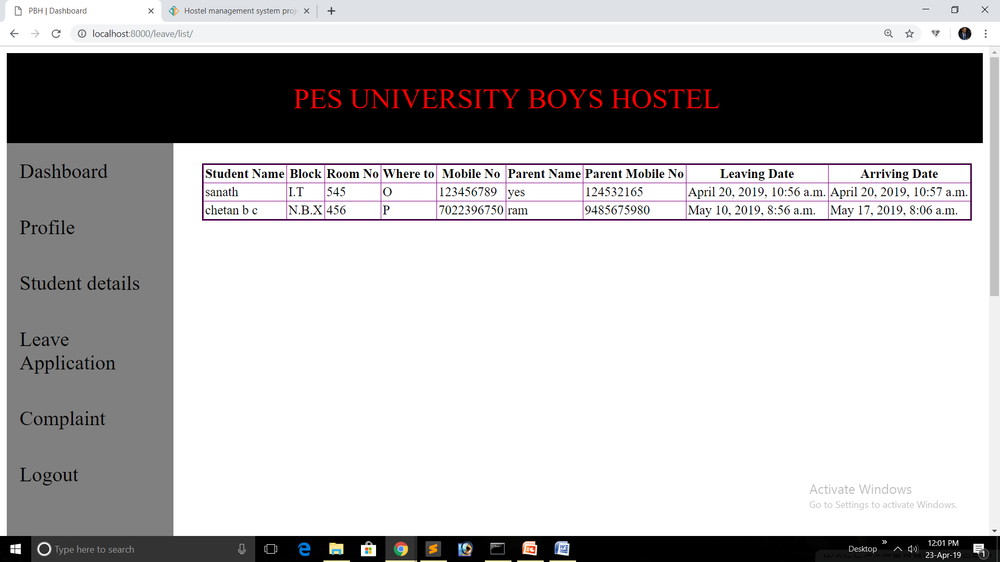 PBH | Dashboard
Hostel management system proj
localhost:8000/leave/list/
PES UNIVERSITY BOYS HOSTEL
Dashboard
Profile
Student details
Leave
Application
Complaint
Logout
Student Name Block Room No Where to Mobile No Parent Name Parent Mobile No Leaving Date Arriving Date
sanath I.T 545 O 123456789 yes 124532165 April 20, 2019, 10:56 a.m. April 20, 2019, 10:57 a.m.
chetan b c N.B.X 456 P 7022396750 ram 9485675980 May 10, 2019, 8:56 a.m. May 17, 2019, 8:06 a.m.
Activate Windows
Go to Settings to activate Windows.
Type here to search
Desktop
12:01 PM
23-Apr-19
1